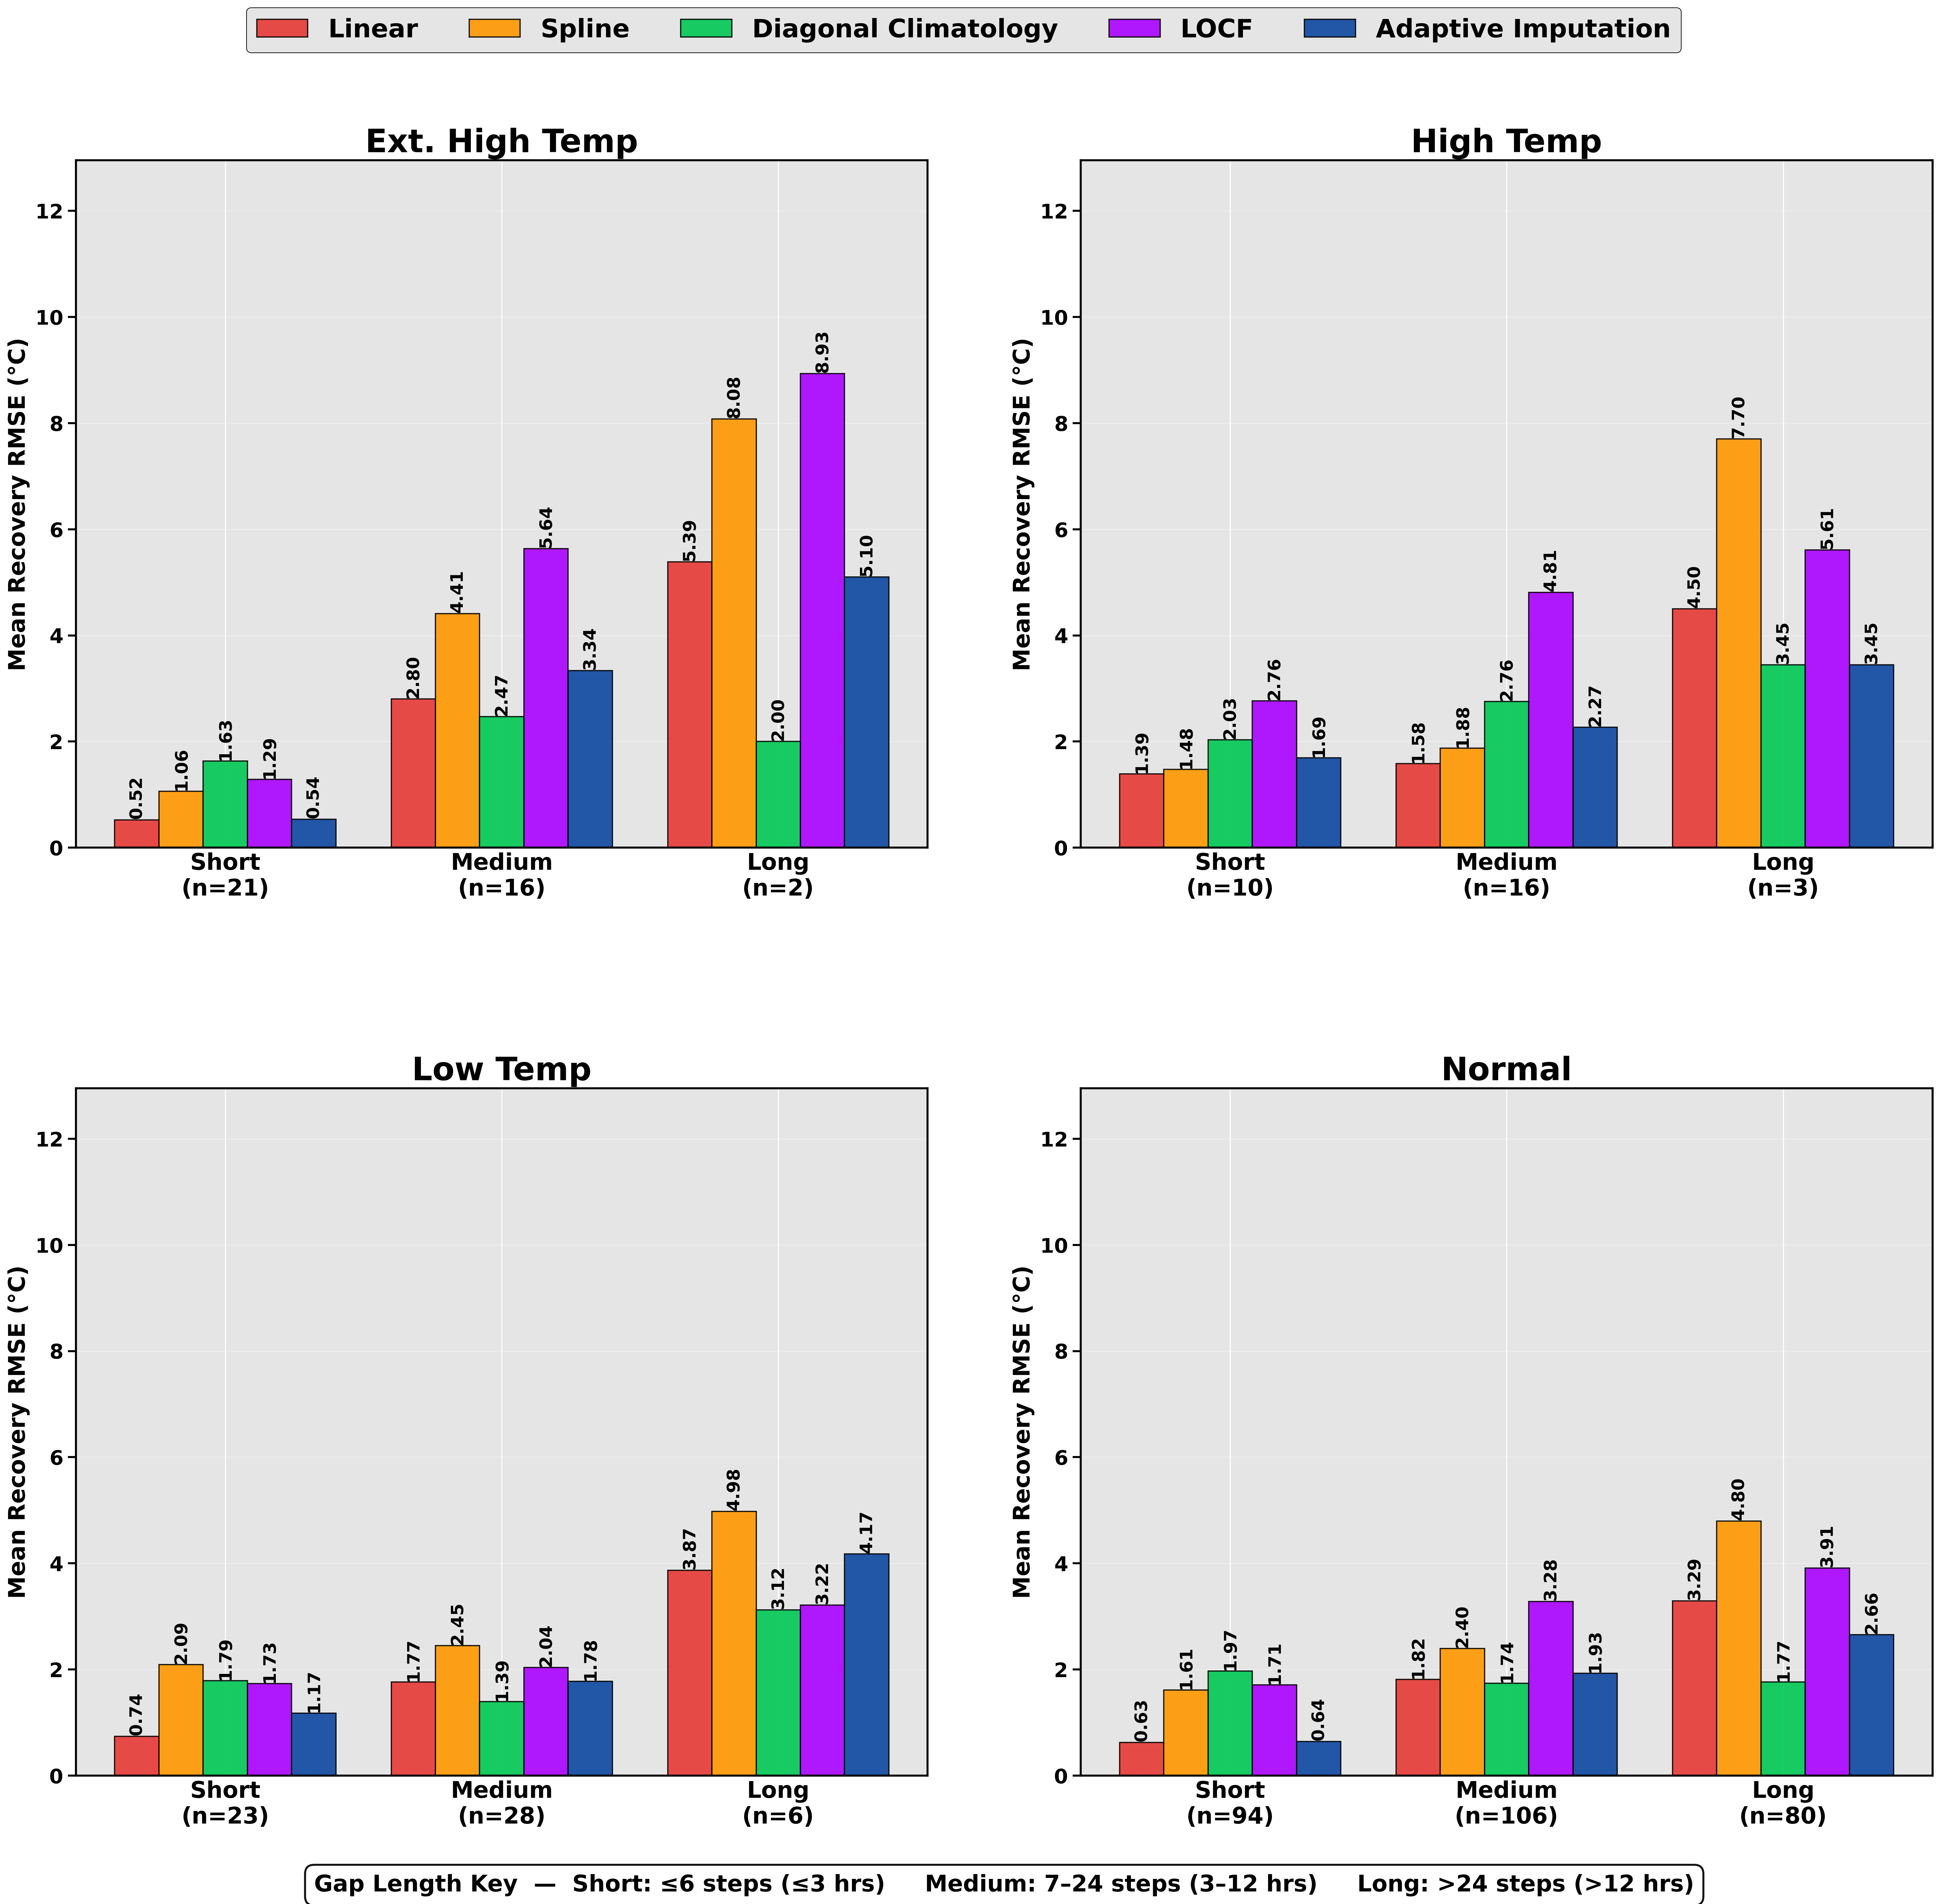 Linear Spline Diagonal Climatology LOCF Adaptive Imputation
Ext. High Temp
Mean Recovery RMSE (°C)
12
10
8
6
4
2
0
0.52 1.06 1.63 1.29 0.54
2.80 4.41 2.47 5.64 3.34
5.39 8.08 2.00 8.93 5.10
Short Medium Long
(n=21) (n=16) (n=2)
High Temp
Mean Recovery RMSE (°C)
12
10
8
6
4
2
0
1.39 1.48 2.03 2.76 1.69
1.58 1.88 2.76 4.81 2.27
4.50 7.70 3.45 5.61 3.45
Short Medium Long
(n=10) (n=16) (n=3)
Low Temp
Mean Recovery RMSE (°C)
12
10
8
6
4
2
0
0.74 2.09 1.79 1.73 1.17
1.77 2.45 1.39 2.04 1.78
3.87 4.98 3.12 3.22 4.17
Short Medium Long
(n=23) (n=28) (n=6)
Normal
Mean Recovery RMSE (°C)
12
10
8
6
4
2
0
0.63 1.61 1.97 1.71 0.64
1.82 2.40 1.74 3.28 1.93
3.29 4.80 1.77 3.91 2.66
Short Medium Long
(n=94) (n=106) (n=80)
Gap Length Key — Short: ≤6 steps (≤3 hrs) Medium: 7–24 steps (3–12 hrs) Long: >24 steps (>12 hrs)